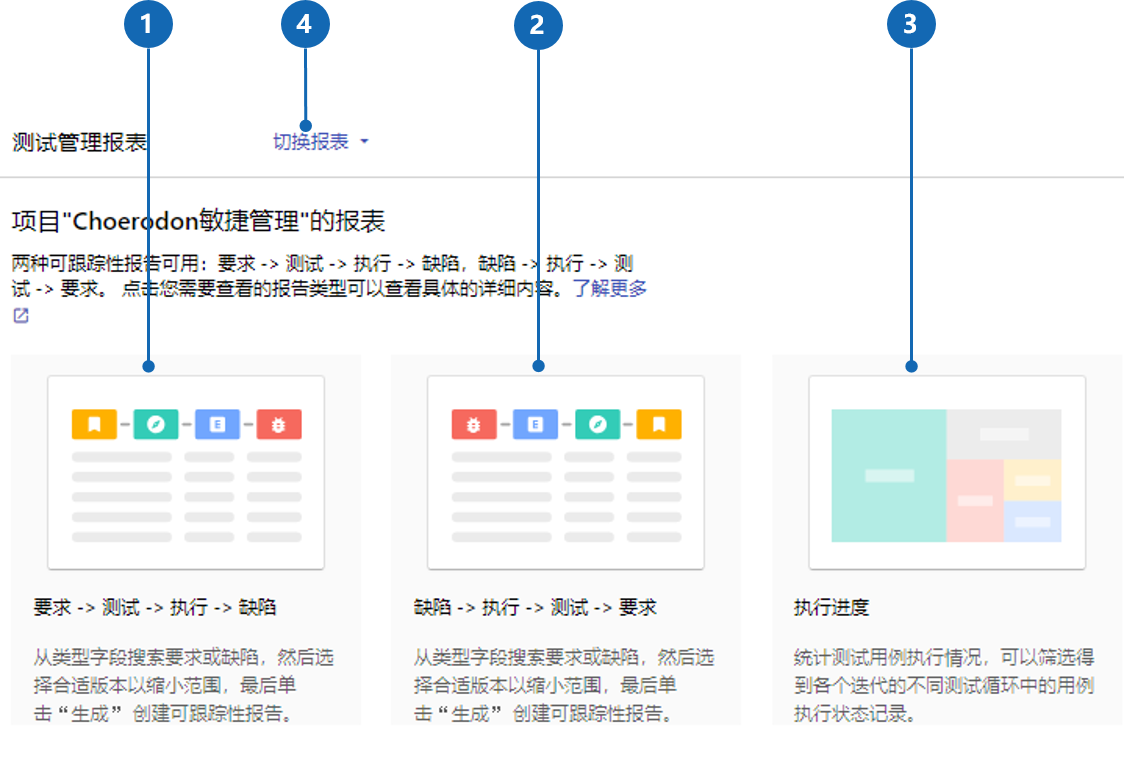 1
4
2
3
测试管理报表
切换报表
项目"Choerodon敏捷管理"的报表
两种可跟踪性报告可用：要求 -> 测试 -> 执行 -> 缺陷，缺陷 -> 执行 -> 测
试 -> 要求。 点击您需要查看的报告类型可以查看具体的详细内容。了解更多
E
E
要求 -> 测试 -> 执行 -> 缺陷
从类型字段搜索要求或缺陷，然后选
择合适版本以缩小范围，最后单
击“生成” 创建可跟踪性报告。
缺陷 -> 执行 -> 测试 -> 要求
从类型字段搜索要求或缺陷，然后选
择合适版本以缩小范围，最后单
击“生成” 创建可跟踪性报告。
执行进度
统计测试用例执行情况，可以筛选得
到各个迭代的不同测试循环中的用例
执行状态记录。